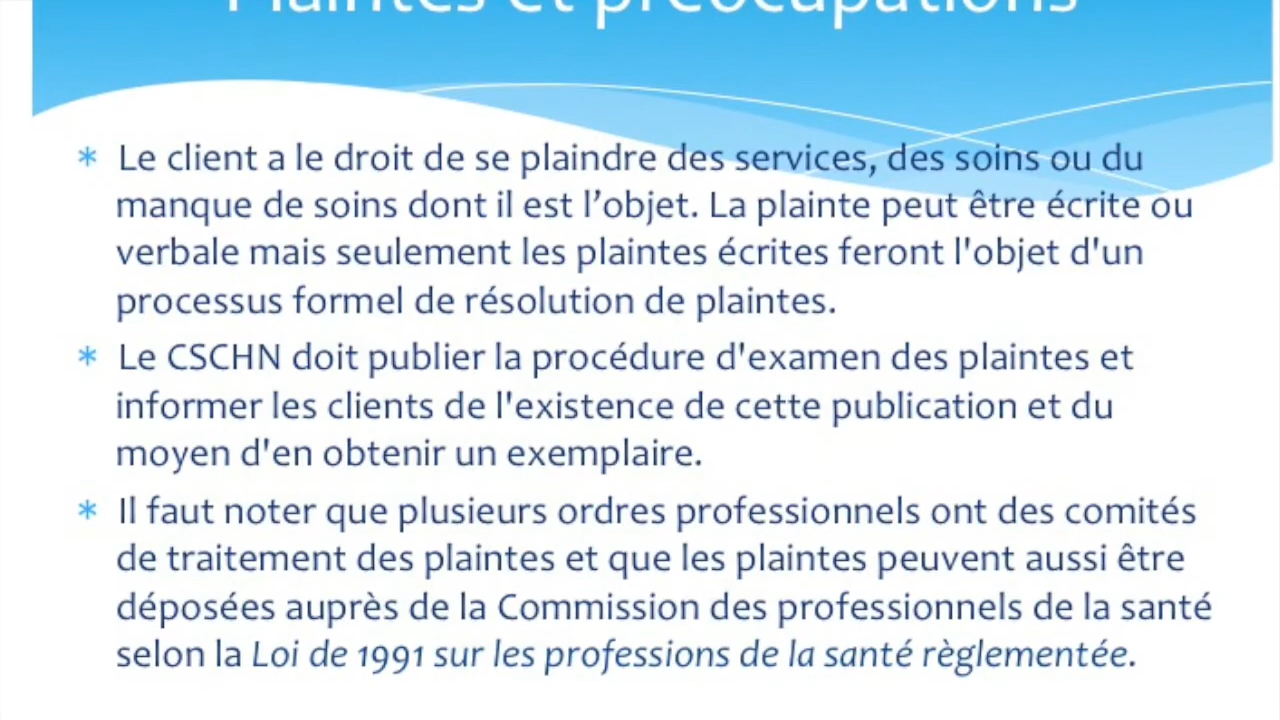 Plaintes et préocupations
Le client a le droit de se plaindre des services, des soins ou du
manque de soins dont il est l’objet. La plainte peut être écrite ou
verbale mais seulement les plaintes écrites feront l'objet d'un
processus formel de résolution de plaintes.
Le CSCHN doit publier la procédure d'examen des plaintes et
informer les clients de l'existence de cette publication et du
moyen d'en obtenir un exemplaire.
Il faut noter que plusieurs ordres professionnels ont des comités
de traitement des plaintes et que les plaintes peuvent aussi être
déposées auprès de la Commission des professionnels de la santé
selon la Loi de 1991 sur les professions de la santé règlementée.